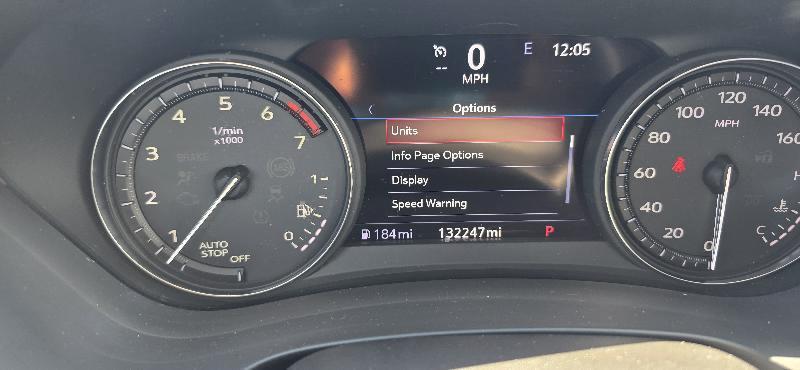 0
MPH
--
E
12:05
Options
Units
Info Page Options
Display
Speed Warning
184mi
132247mi
P
1
2
3
4
5
6
7
1/min
x1000
BRAKE
AUTO
STOP
OFF
1
0
0
20
40
60
80
100
120
140
160
MPH
C
H